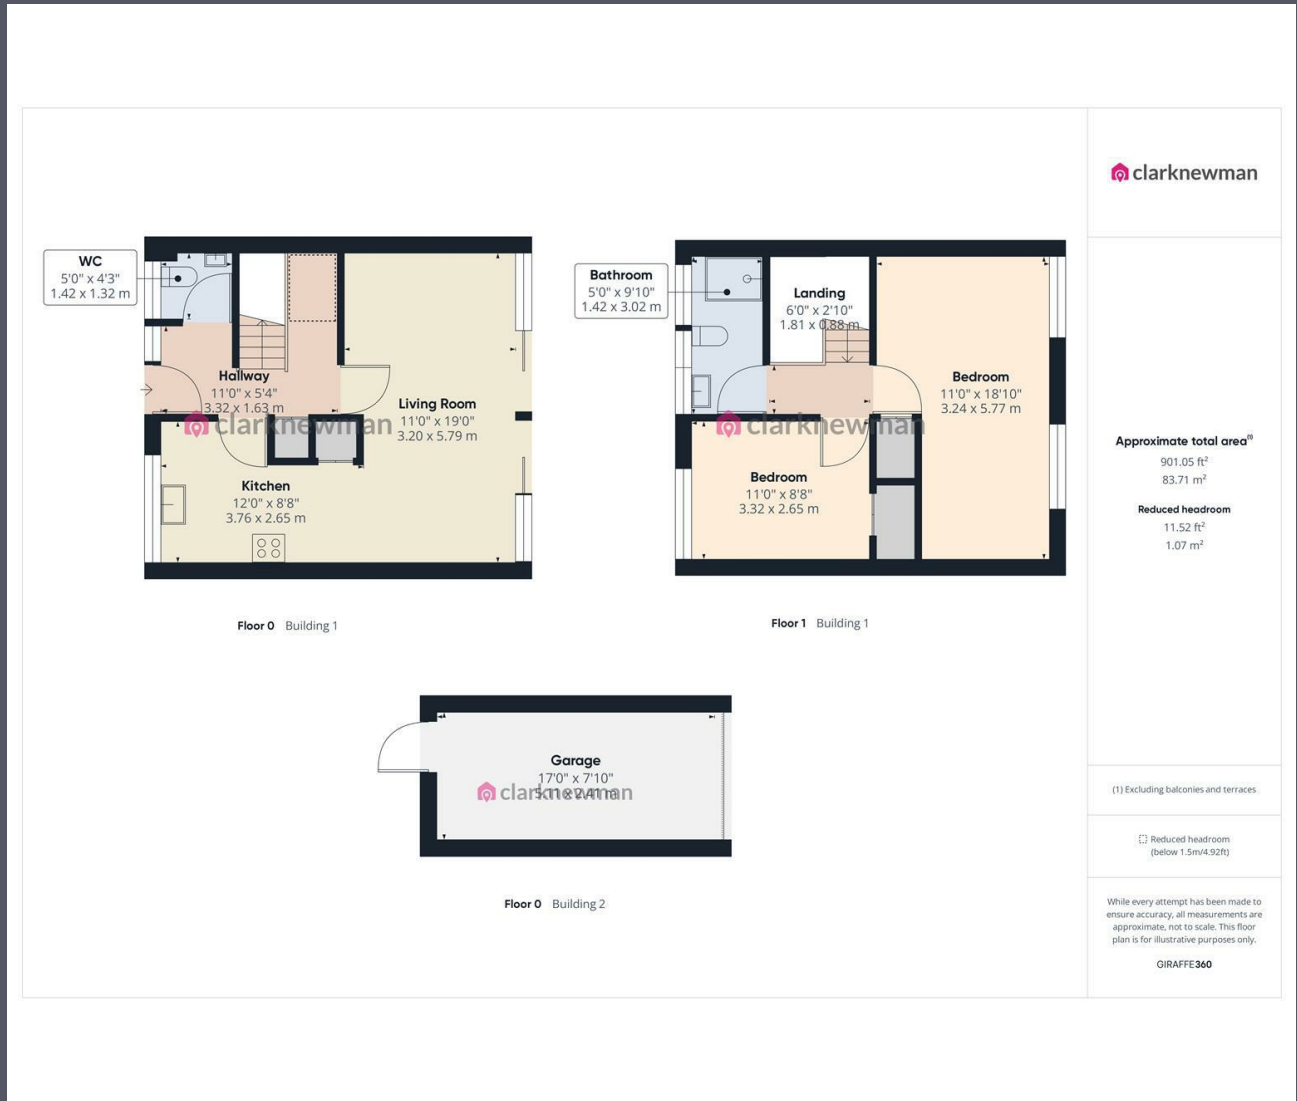 clarknewman
WC
5'0" x 4'3"
1.42 x 1.32 m
Hallway
11'0" x 5'4"
3.32 x 1.63 m
Living Room
11'0" x 19'0"
3.20 x 5.79 m
clarknewman
Kitchen
12'0" x 8'8"
3.76 x 2.65 m
Floor 0 Building 1
Bathroom
5'0" x 9'10"
1.42 x 3.02 m
Landing
6'0" x 2'10"
1.81 x 0.88 m
Bedroom
11'0" x 18'10"
3.24 x 5.77 m
clarknewman
Bedroom
11'0" x 8'8"
3.32 x 2.65 m
Floor 1 Building 1
Garage
17'0" x 7'10"
5.11 x 2.41 m
clarknewman
Floor 0 Building 2
Approximate total area(1)
901.05 ft²
83.71 m²
Reduced headroom
11.52 ft²
1.07 m²
(1) Excluding balconies and terraces
Reduced headroom
(below 1.5m/4.92ft)
While every attempt has been made to
ensure accuracy, all measurements are
approximate, not to scale. This floor
plan is for illustrative purposes only.
GIRAFFE360